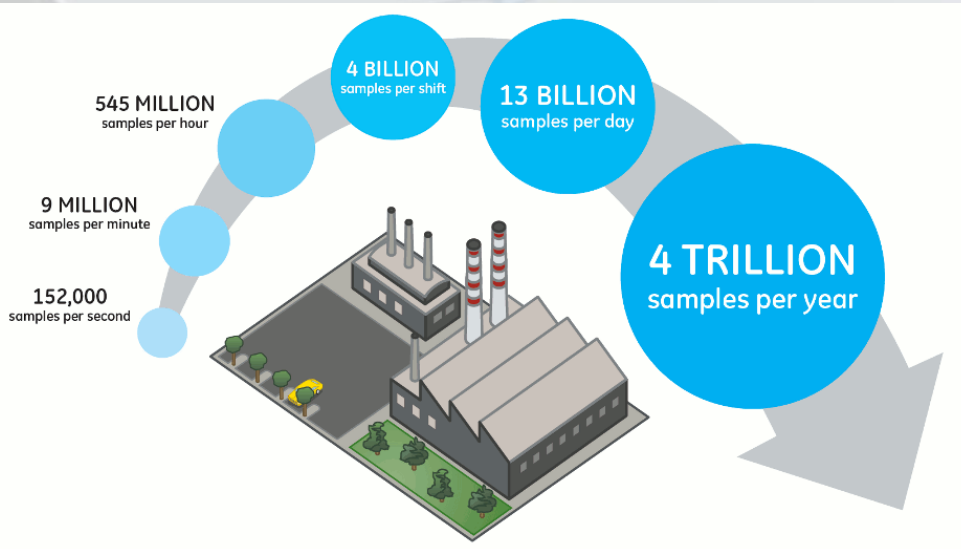 152,000
samples per second
9 MILLION
samples per minute
545 MILLION
samples per hour
4 BILLION
samples per shift
13 BILLION
samples per day
4 TRILLION
samples per year